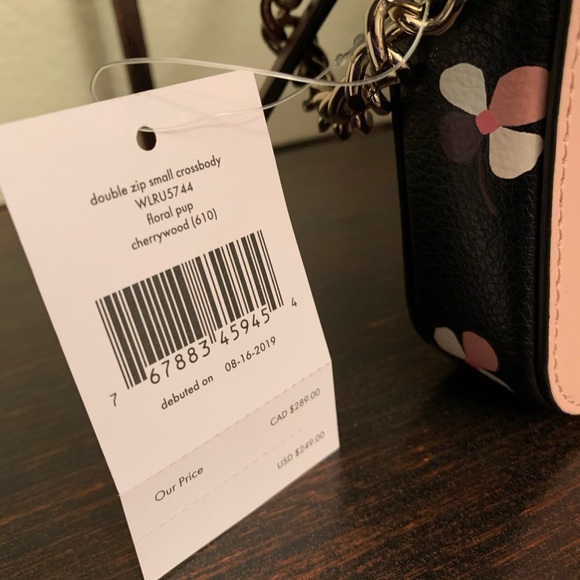 double zip small crossbody
WLRU5744
floral pup
cherrywood (610)
7 67883 45945 4
debuted on 08-16-2019
CAD $289.00
Our Price USD $249.00